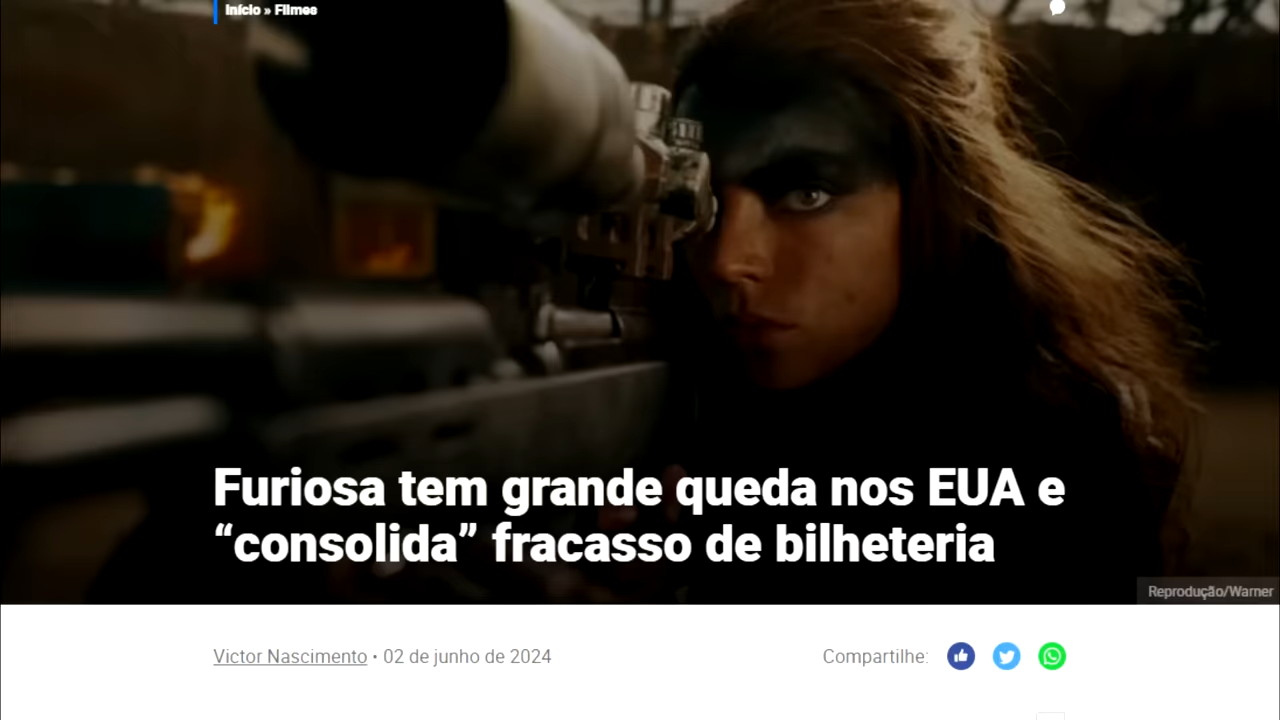 Início » Filmes
Furiosa tem grande queda nos EUA e
“consolida” fracasso de bilheteria
Reprodução/Warner
Victor Nascimento • 02 de junho de 2024
Compartilhe: